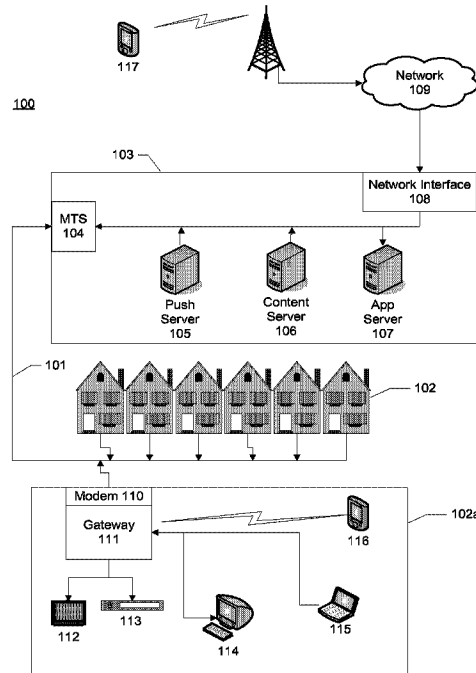 117
Network
109
100
103
Network Interface
108
MTS
104
Push
Server
105
Content
Server
106
App
Server
107
101
102
Modem 110
102a
Gateway
111
116
112
113
114
115